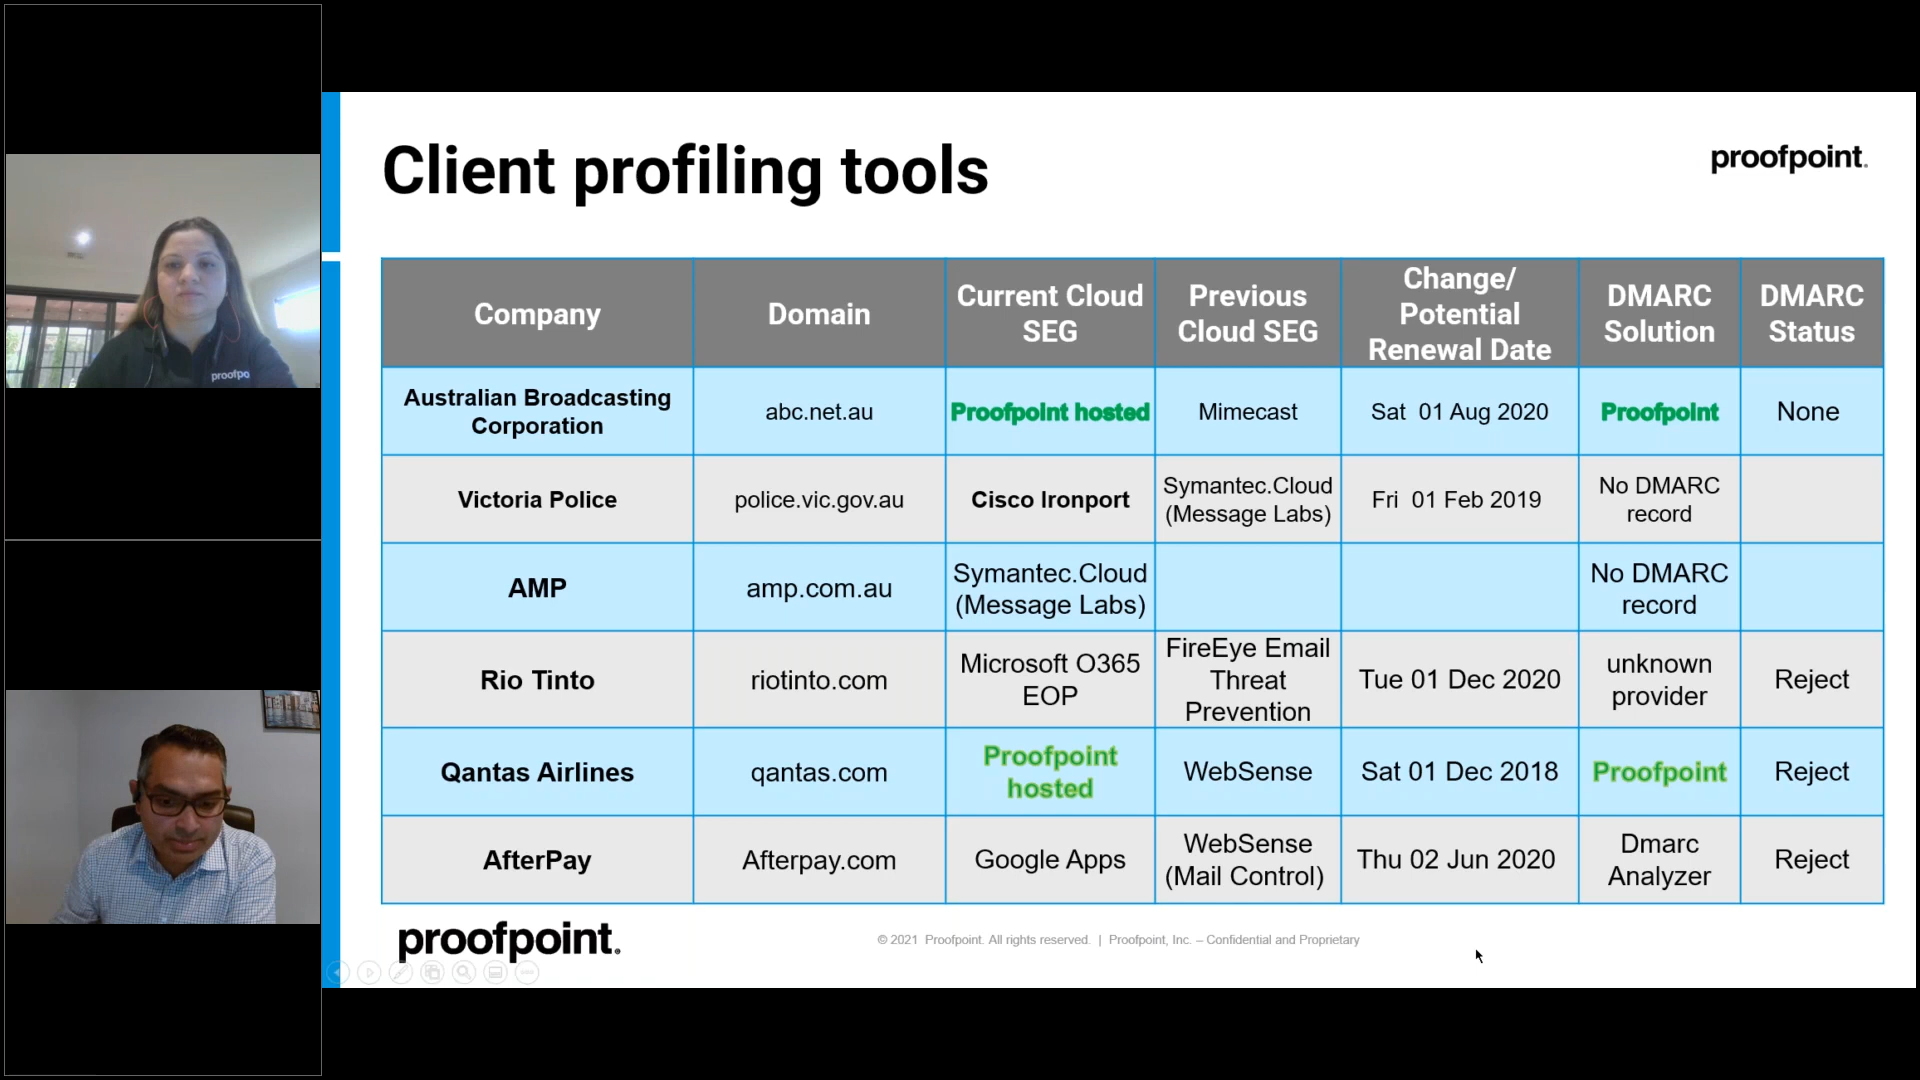 Client profiling tools
proofpoint.
Company
Domain
Current Cloud
SEG
Previous
Cloud SEG
Change/
Potential
Renewal Date
DMARC
Solution
DMARC
Status
Australian Broadcasting
Corporation
abc.net.au
Proofpoint hosted
Mimecast
Sat 01 Aug 2020
Proofpoint
None
Victoria Police
police.vic.gov.au
Cisco Ironport
Symantec.Cloud
(Message Labs)
Fri 01 Feb 2019
No DMARC
record
AMP
amp.com.au
Symantec.Cloud
(Message Labs)
No DMARC
record
Rio Tinto
riotinto.com
Microsoft O365
EOP
FireEye Email
Threat
Prevention
Tue 01 Dec 2020
unknown
provider
Reject
Qantas Airlines
qantas.com
Proofpoint
hosted
WebSense
Sat 01 Dec 2018
Proofpoint
Reject
AfterPay
Afterpay.com
Google Apps
WebSense
(Mail Control)
Thu 02 Jun 2020
Dmarc
Analyzer
Reject
proofpoint.
© 2021 Proofpoint. All rights reserved. | Proofpoint, Inc. – Confidential and Proprietary
proofpo